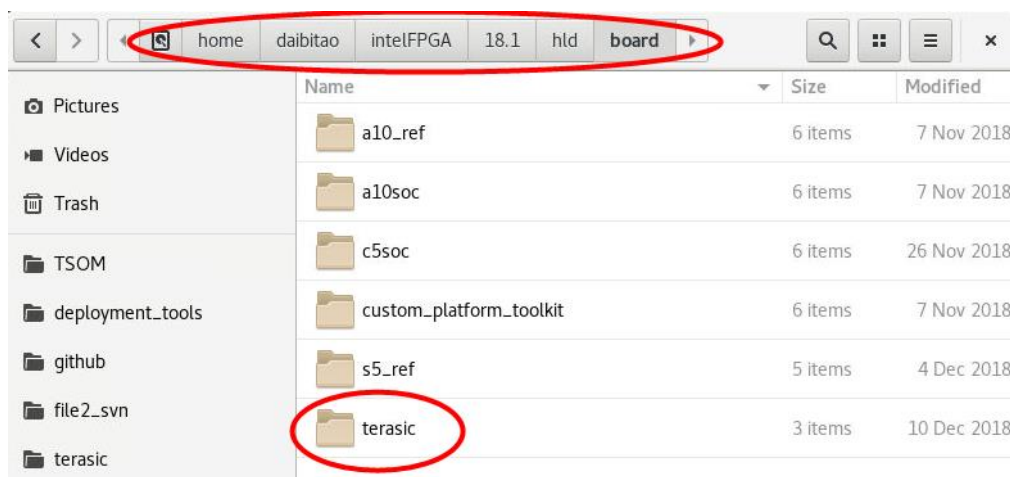 home daibitao intelFPGA 18.1 hld board
Name Size Modified
Pictures
Videos
Trash
TSOM
deployment_tools
github
file2_svn
terasic
a10_ref 6 items 7 Nov 2018
a10soc 6 items 7 Nov 2018
c5soc 6 items 26 Nov 2018
custom_platform_toolkit 6 items 7 Nov 2018
s5_ref 5 items 4 Dec 2018
terasic 3 items 10 Dec 2018